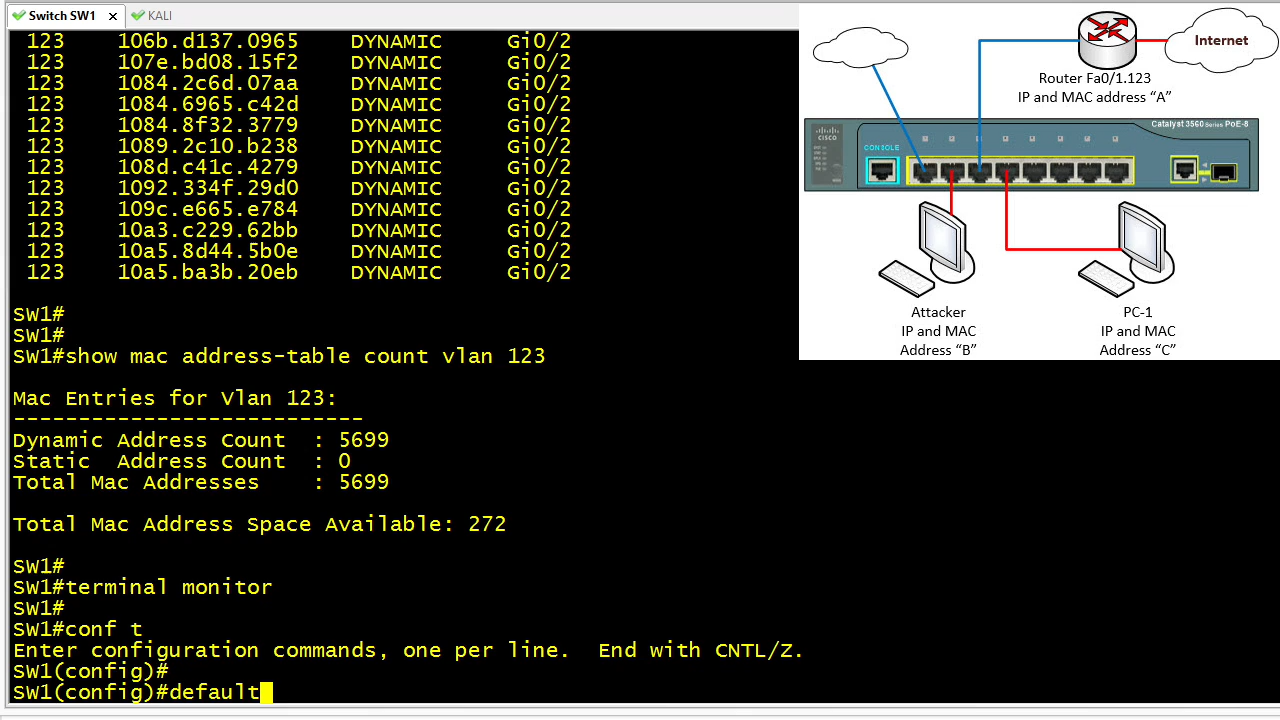 Switch SW1 × KALI
123 106b.d137.0965 DYNAMIC Gi0/2
123 107e.bd08.15f2 DYNAMIC Gi0/2
123 1084.2c6d.07aa DYNAMIC Gi0/2
123 1084.6965.c42d DYNAMIC Gi0/2
123 1084.8f32.3779 DYNAMIC Gi0/2
123 1089.2c10.b238 DYNAMIC Gi0/2
123 108d.c41c.4279 DYNAMIC Gi0/2
123 1092.334f.29d0 DYNAMIC Gi0/2
123 109c.e665.e784 DYNAMIC Gi0/2
123 10a3.c229.62bb DYNAMIC Gi0/2
123 10a5.8d44.5b0e DYNAMIC Gi0/2
123 10a5.ba3b.20eb DYNAMIC Gi0/2
SW1#
SW1#
SW1#show mac address-table count vlan 123
Mac Entries for Vlan 123:
---------------------------
Dynamic Address Count : 5699
Static Address Count : 0
Total Mac Addresses : 5699
Total Mac Address Space Available: 272
SW1#
SW1#terminal monitor
SW1#
SW1#conf t
Enter configuration commands, one per line. End with CNTL/Z.
SW1(config)#
SW1(config)#default
Internet
Router Fa0/1.123
IP and MAC address “A”
Catalyst 3560 Series PoE-8
CISCO
CONSOLE
Attacker
IP and MAC
Address “B”
PC-1
IP and MAC
Address “C”